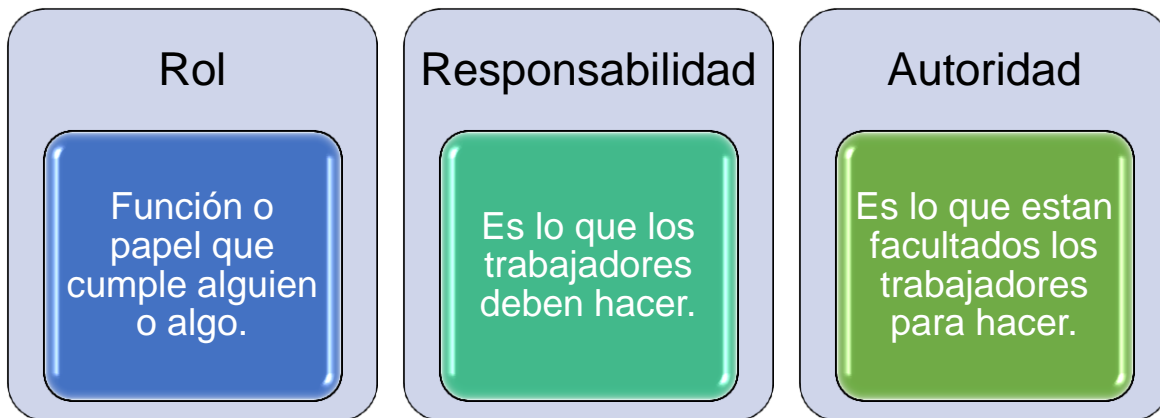 Rol
Función o
papel que
cumple alguien
o algo.
Responsabilidad
Es lo que los
trabajadores
deben hacer.
Autoridad
Es lo que estan
facultados los
trabajadores
para hacer.